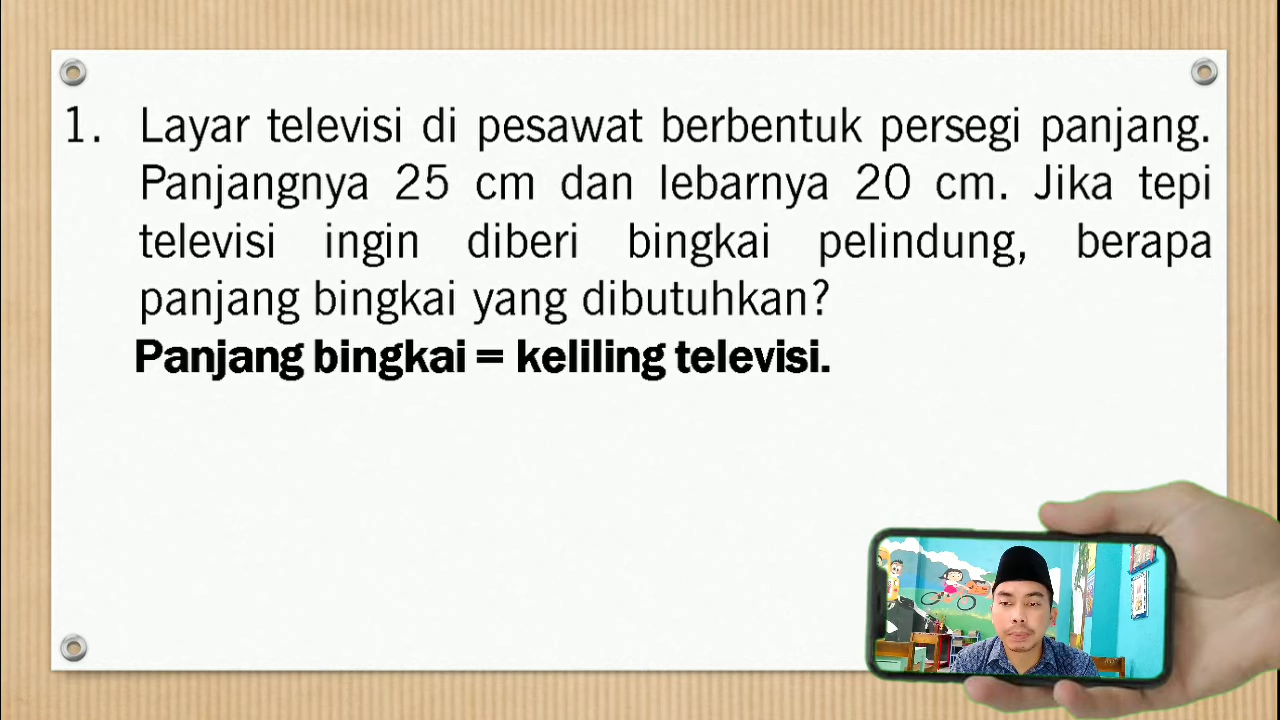 1. Layar televisi di pesawat berbentuk persegi panjang.
Panjangnya 25 cm dan lebarnya 20 cm. Jika tepi
televisi ingin diberi bingkai pelindung, berapa
panjang bingkai yang dibutuhkan?
Panjang bingkai = keliling televisi.